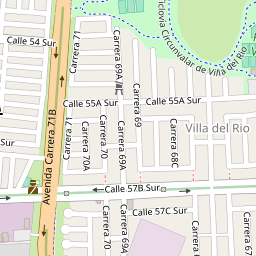 Ciclovía Circunvalar de Villa del Río
Calle 54 Sur
Carrera 71
Carrera 69A
Calle 55A Sur
Calle 55A Sur
Carrera 69
Villa del Río
Carrera 71
Carrera 70
Carrera 70A
Carrera 69A
Carrera 68C
Avenida Carrera 71B
Calle 57B Sur
Calle 57C Sur
Carrera 70
Carrera 69A